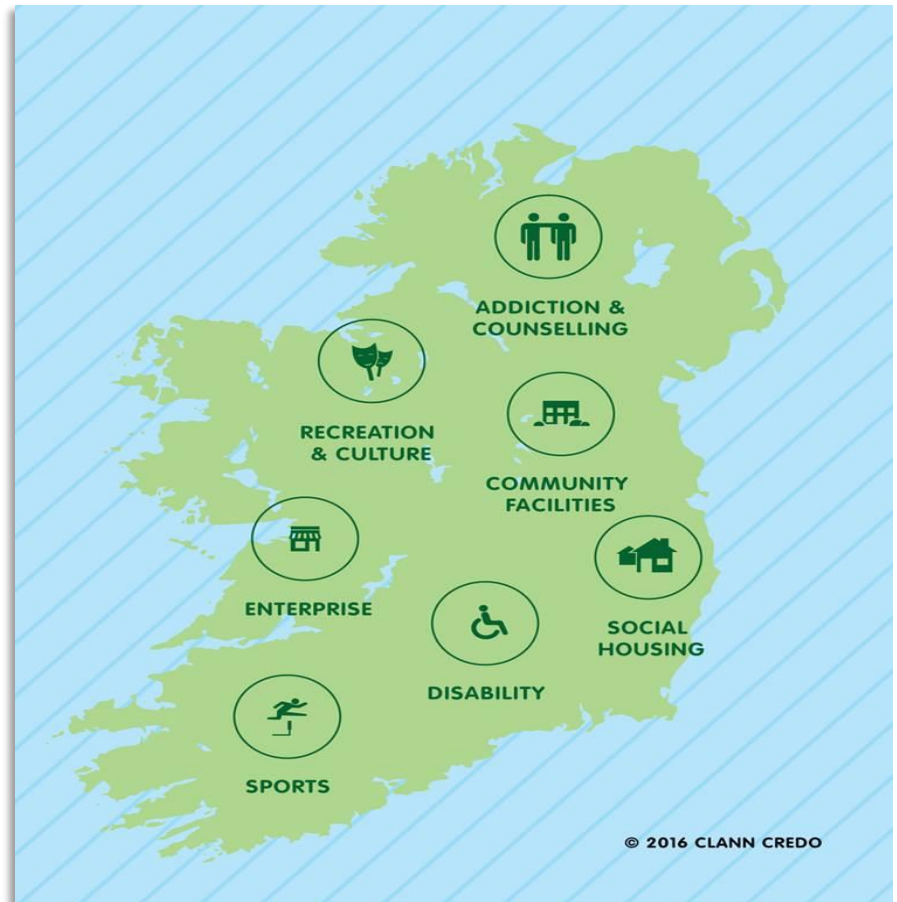 ADDICTION &
COUNSELLING
RECREATION
& CULTURE
COMMUNITY
FACILITIES
ENTERPRISE
SOCIAL
HOUSING
DISABILITY
SPORTS
© 2016 CLANN CREDO